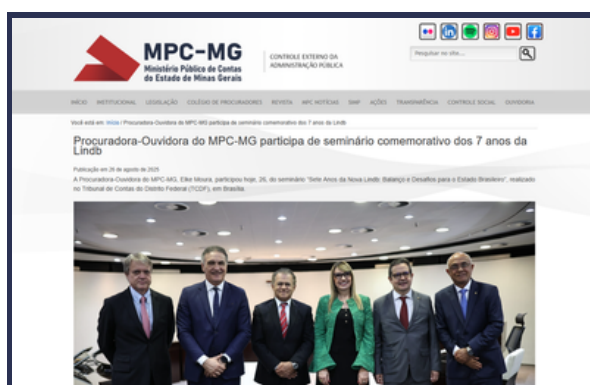 MPC-MG
Ministério Público de Contas
do Estado de Minas Gerais
CONTROLE EXTERNO DA
ADMINISTRAÇÃO PÚBLICA
Pesquisar no site...
INÍCIO INSTITUCIONAL LEGISLAÇÃO COLÉGIO DE PROCURADORES REVISTA MPC NOTÍCIAS SIMP AÇÕES TRANSPARÊNCIA CONTROLE SOCIAL OUVIDORIA
Você está em: Início / Procuradora-Ouvidora do MPC-MG participa de seminário comemorativo dos 7 anos da Lindb
Procuradora-Ouvidora do MPC-MG participa de seminário comemorativo dos 7 anos da
Lindb
Publicação em 26 de agosto de 2025
A Procuradora-Ouvidora do MPC-MG, Elke Moura, participou hoje, 26, do seminário "Sete Anos da Nova Lindb: Balanço e Desafios para o Estado Brasileiro", realizado
no Tribunal de Contas do Distrito Federal (TCDF), em Brasília.